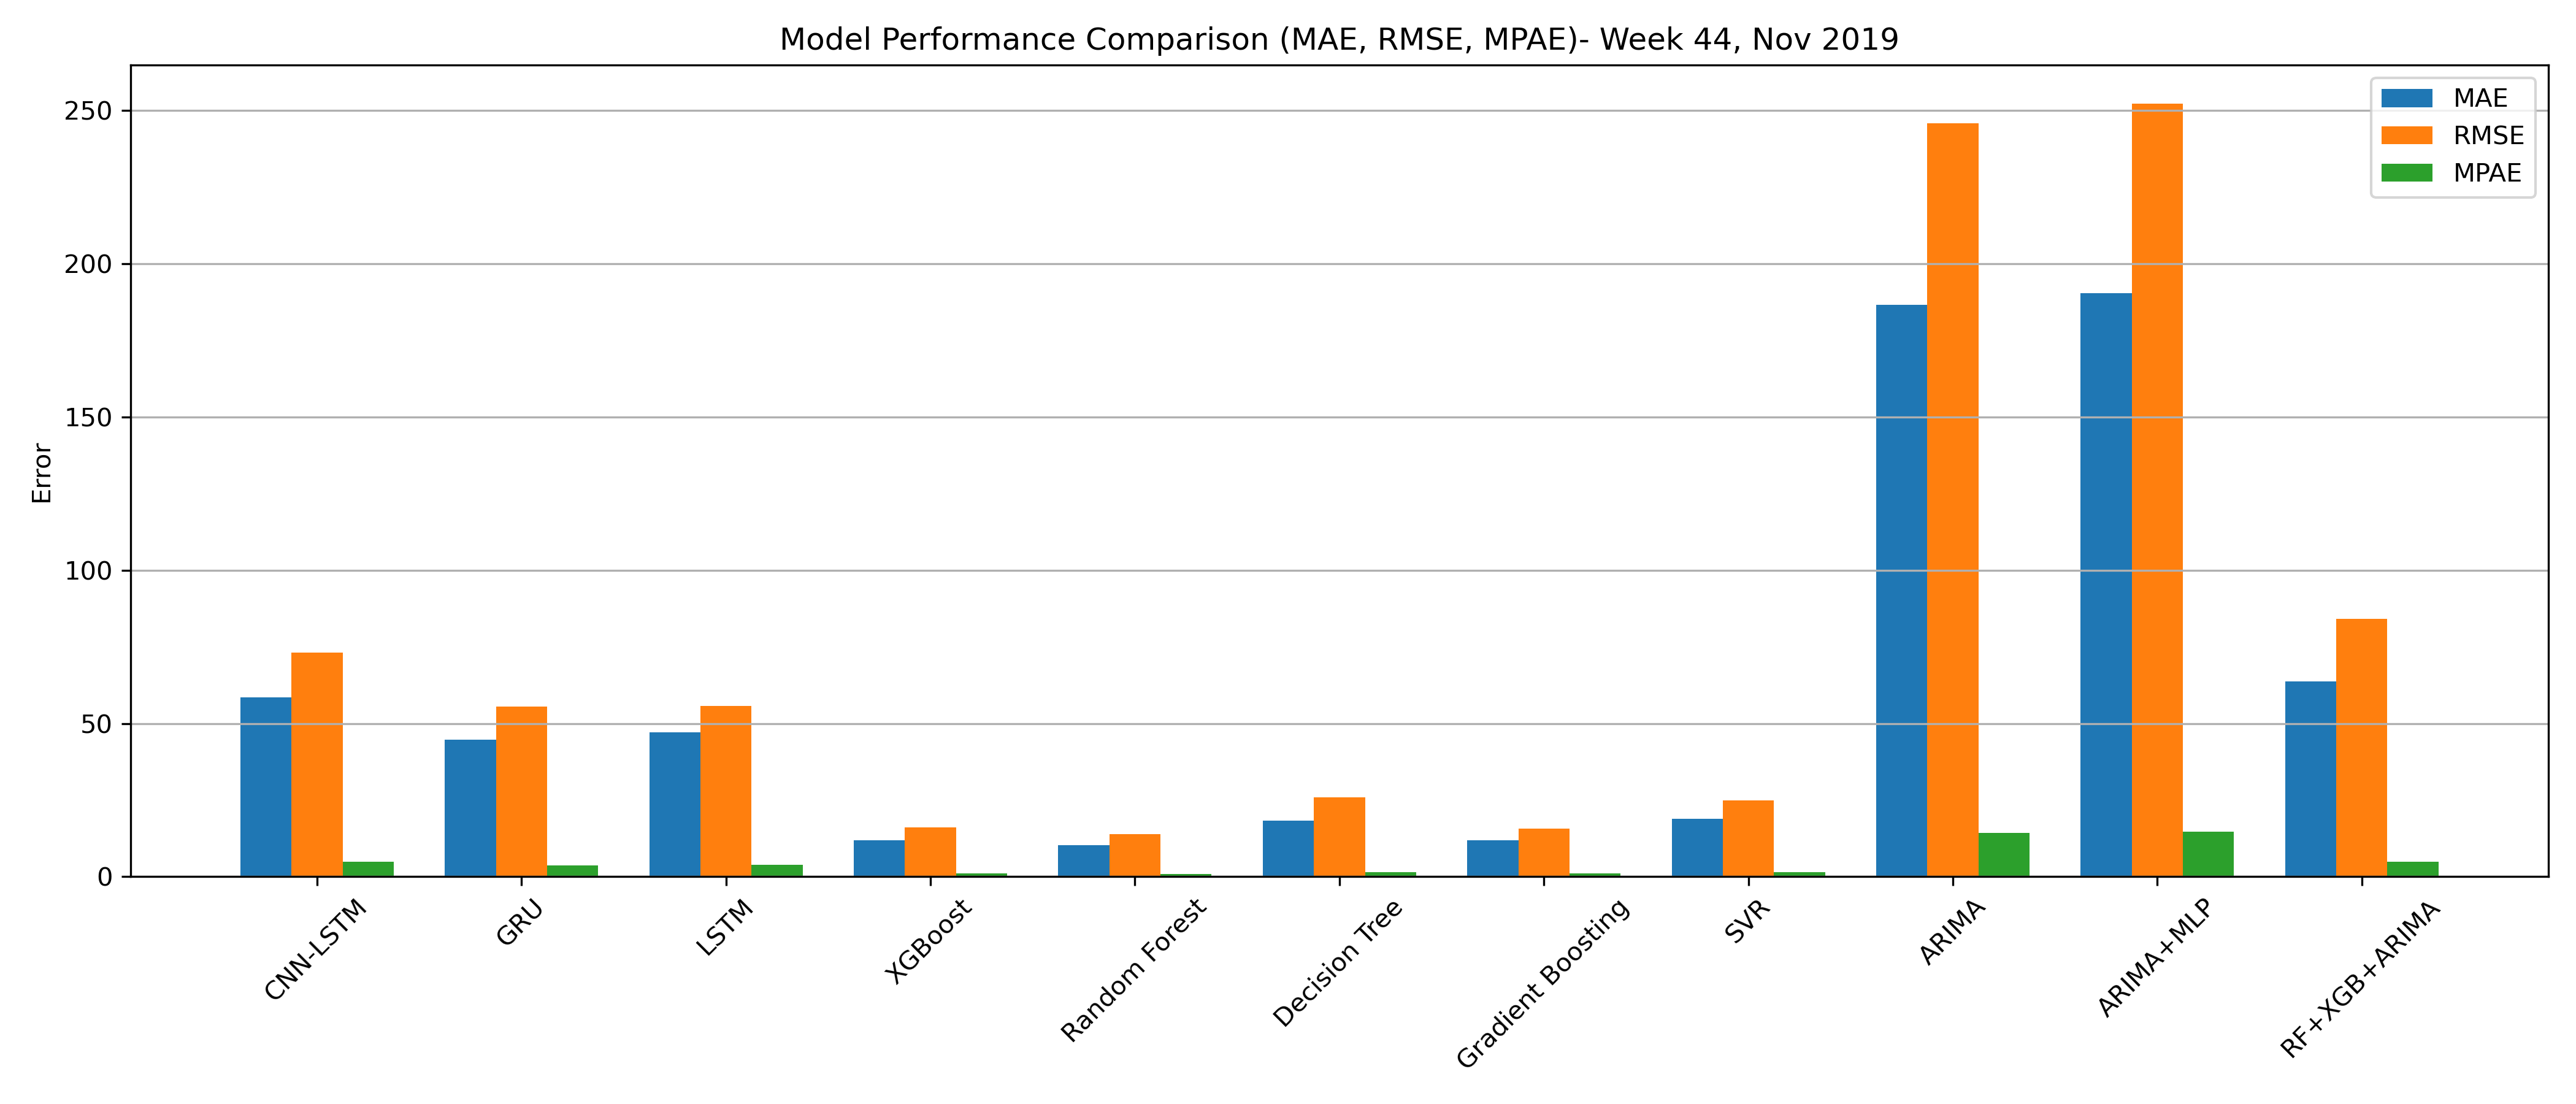 Model Performance Comparison (MAE, RMSE, MPAE)- Week 44, Nov 2019
MAE
RMSE
MPAE
Error
250
200
150
100
50
0
CNN-LSTM
GRU
LSTM
XGBoost
Random Forest
Decision Tree
Gradient Boosting
SVR
ARIMA
ARIMA+MLP
RF+XGB+ARIMA